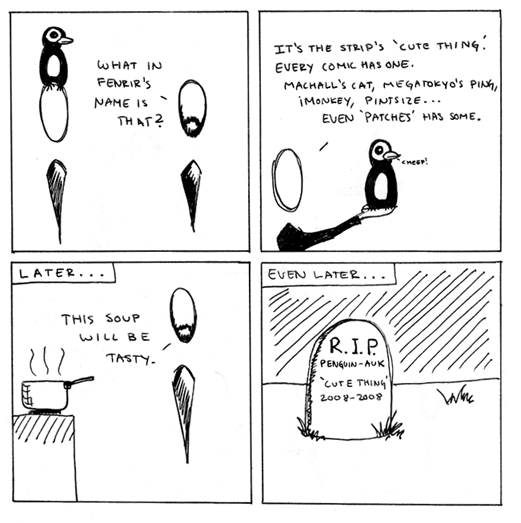 WHAT IN
FENRIR'S
NAME IS
THAT?
IT'S THE STRIP'S 'CUTE THING'.
EVERY COMIC HAS ONE.
MACHALL'S CAT, MEGATOKYO'S PING,
iMONKEY, PINTSIZE...
EVEN 'PATCHES' HAS SOME.
CHEEP!
LATER...
THIS SOUP
WILL BE
TASTY.
EVEN LATER...
R.I.P.
PENGUIN-AUK
'CUTE THING'
2008-2008